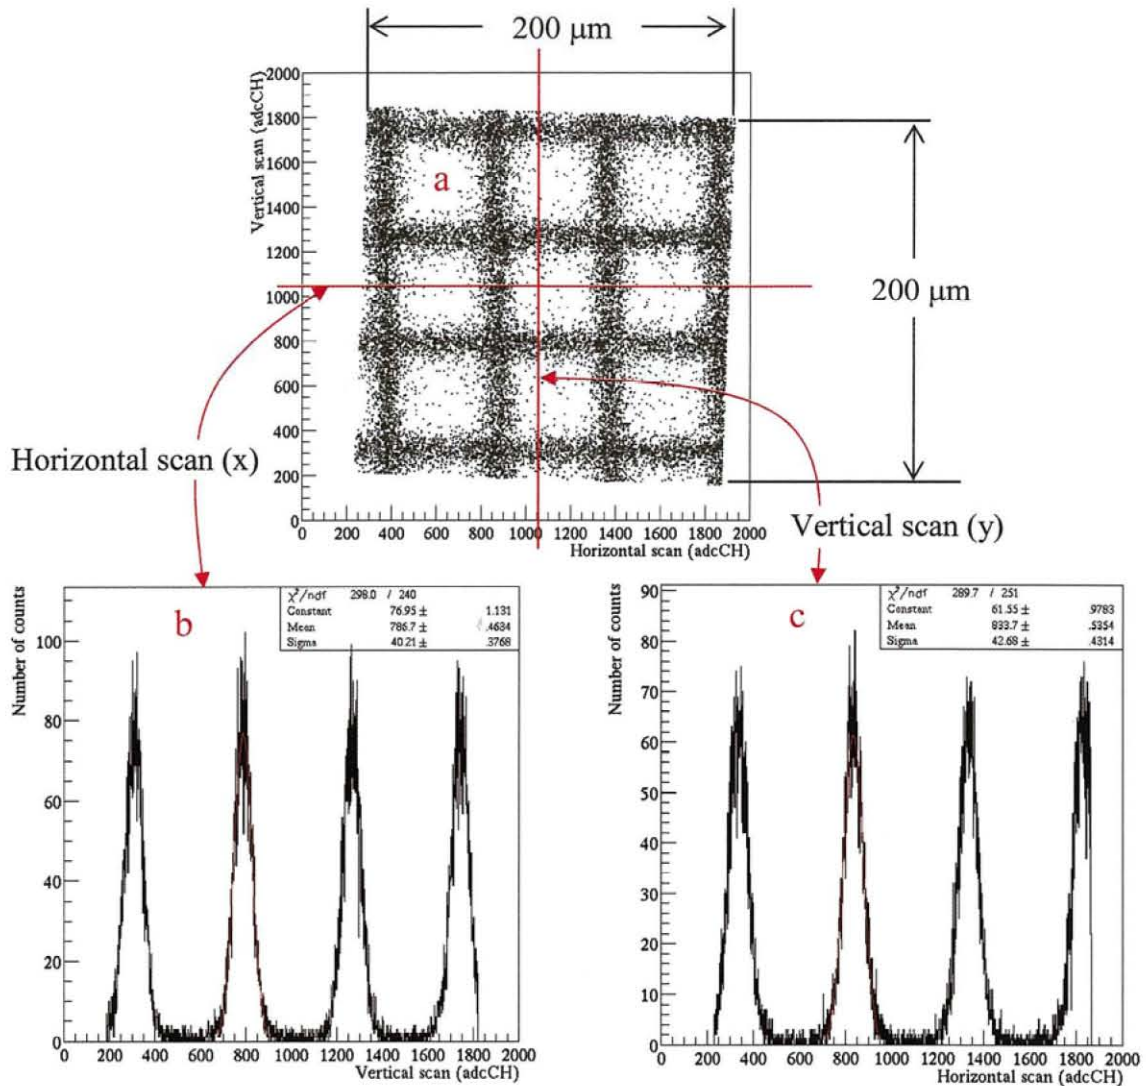 200 µm
Vertical scan (adcCH)
2000
1800
1600
1400
1200
1000
800
600
400
200
0
a
200 µm
0 200 400 600 800 1000 1200 1400 1600 1800 2000
Horizontal scan (adcCH)
Horizontal scan (x)
Vertical scan (y)
b
χ²/ndf 298.0 / 240
Constant 76.95 ± 1.131
Mean 786.7 ± .4634
Sigma 40.21 ± .3768
Number of counts
100
80
60
40
20
0
0 200 400 600 800 1000 1200 1400 1600 1800 2000
Vertical scan (adcCH)
c
χ²/ndf 289.7 / 251
Constant 61.55 ± .9783
Mean 833.7 ± .5354
Sigma 42.68 ± .4314
Number of counts
90
80
70
60
50
40
30
20
10
0
0 200 400 600 800 1000 1200 1400 1600 1800 2000
Horizontal scan (adcCH)